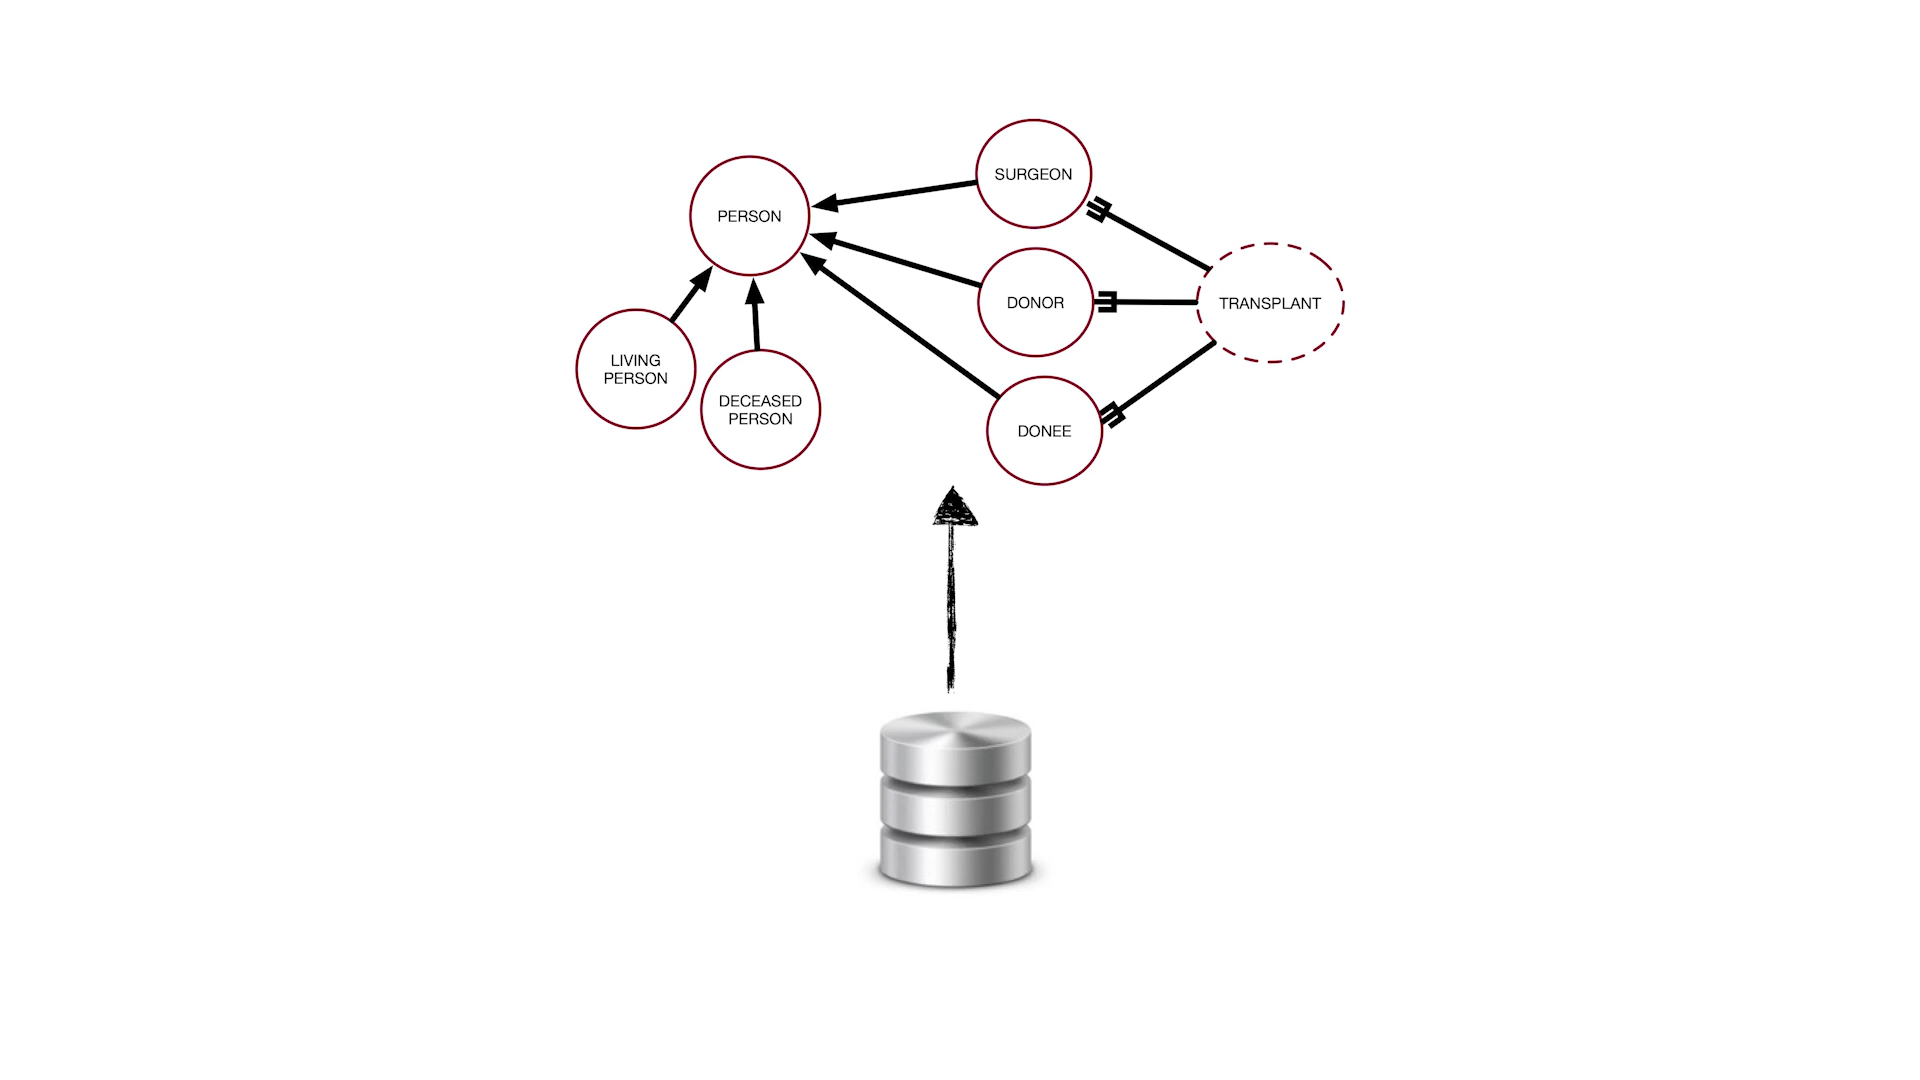 SURGEON
PERSON
DONOR
TRANSPLANT
LIVING
PERSON
DECEASED
PERSON
DONEE